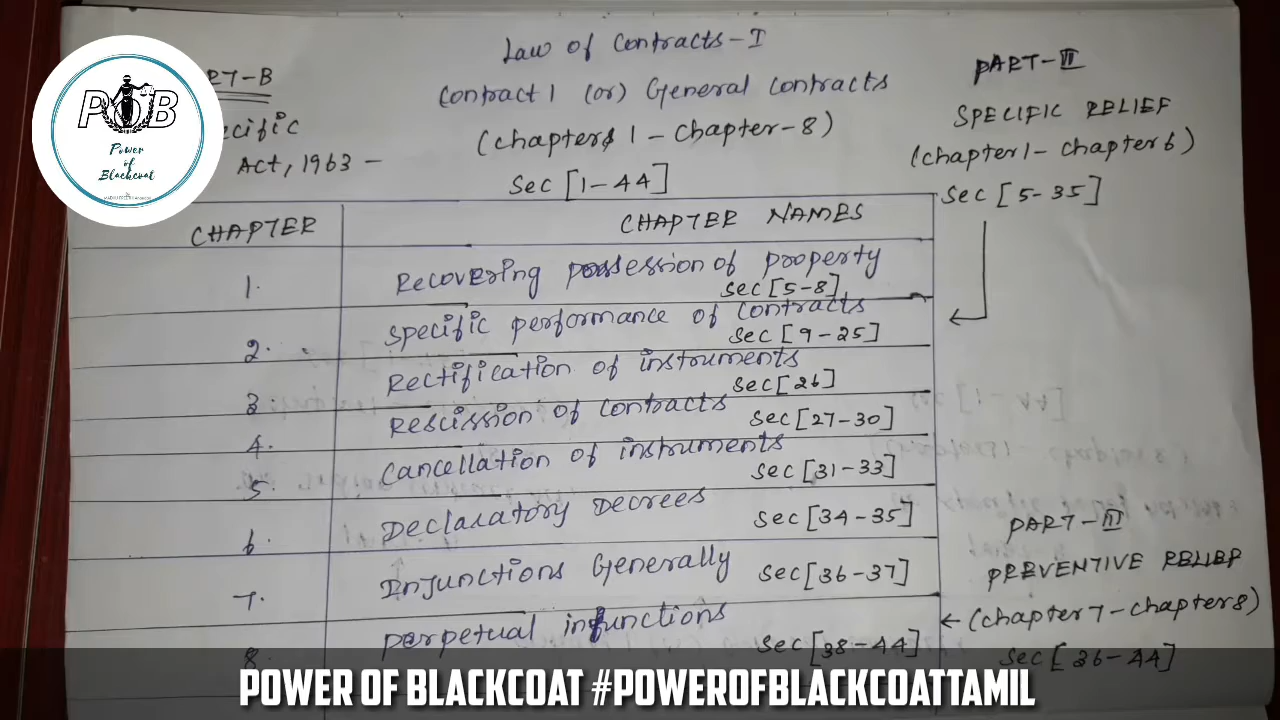 Law of Contracts-I
RT-B
Contract 1 (or) General Contracts
PART-II
ecific
(chapters 1 - chapter-8)
SPECIFIC RELIEF
Act, 1963 -
Sec [1-44]
(chapter1 - chapter 6)
Sec [5-35]
POB
Power
of
Blackcoat
CHAPTER
CHAPTER NAMES
1.
Recovering possession of property
Sec [5-8]
2.
Specific performance of contracts
Sec [9-25]
3.
Rectification of instruments
Sec [26]
4.
Rescission of contracts
Sec [27-30]
5.
Cancellation of instruments
Sec [31-33]
6.
Declaratory Decrees
Sec [34-35]
7.
Injunctions Generally
Sec [36-37]
8.
perpetual injunctions
Sec [38-44]
PART-III
PREVENTIVE RELIEF
(chapter 7 - chapter 8)
Sec [36-44]
POWER OF BLACKCOAT #POWEROFBLACKCOATTAMIL